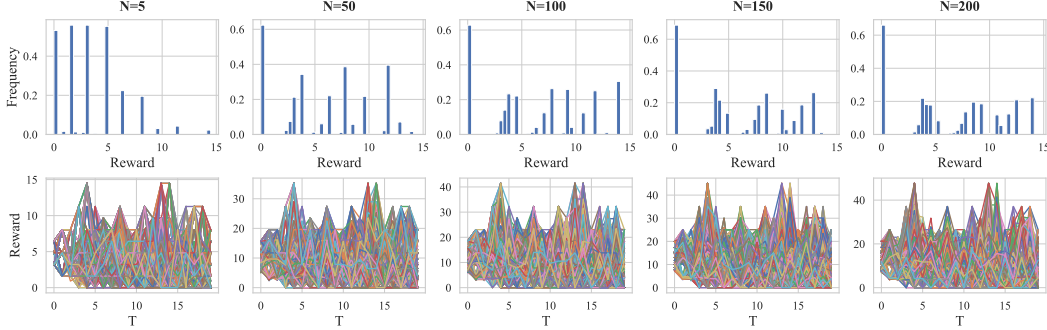 N=5 N=50 N=100 N=150 N=200
Frequency
0.4 0.6 0.6 0.6 0.6
0.2 0.4 0.4 0.4 0.4
0.0 0.2 0.2 0.2 0.2
0.0 0.0 0.0 0.0
0 5 10 15 0 5 10 15 0 5 10 15 0 5 10 15 0 5 10 15
Reward Reward Reward Reward Reward
Reward
15 30 40 40 40
10 20 30 30 20
5 10 20 20 0
0 0 10 10
0 0
0 5 10 15 0 5 10 15 0 5 10 15 0 5 10 15 0 5 10 15
T T T T T